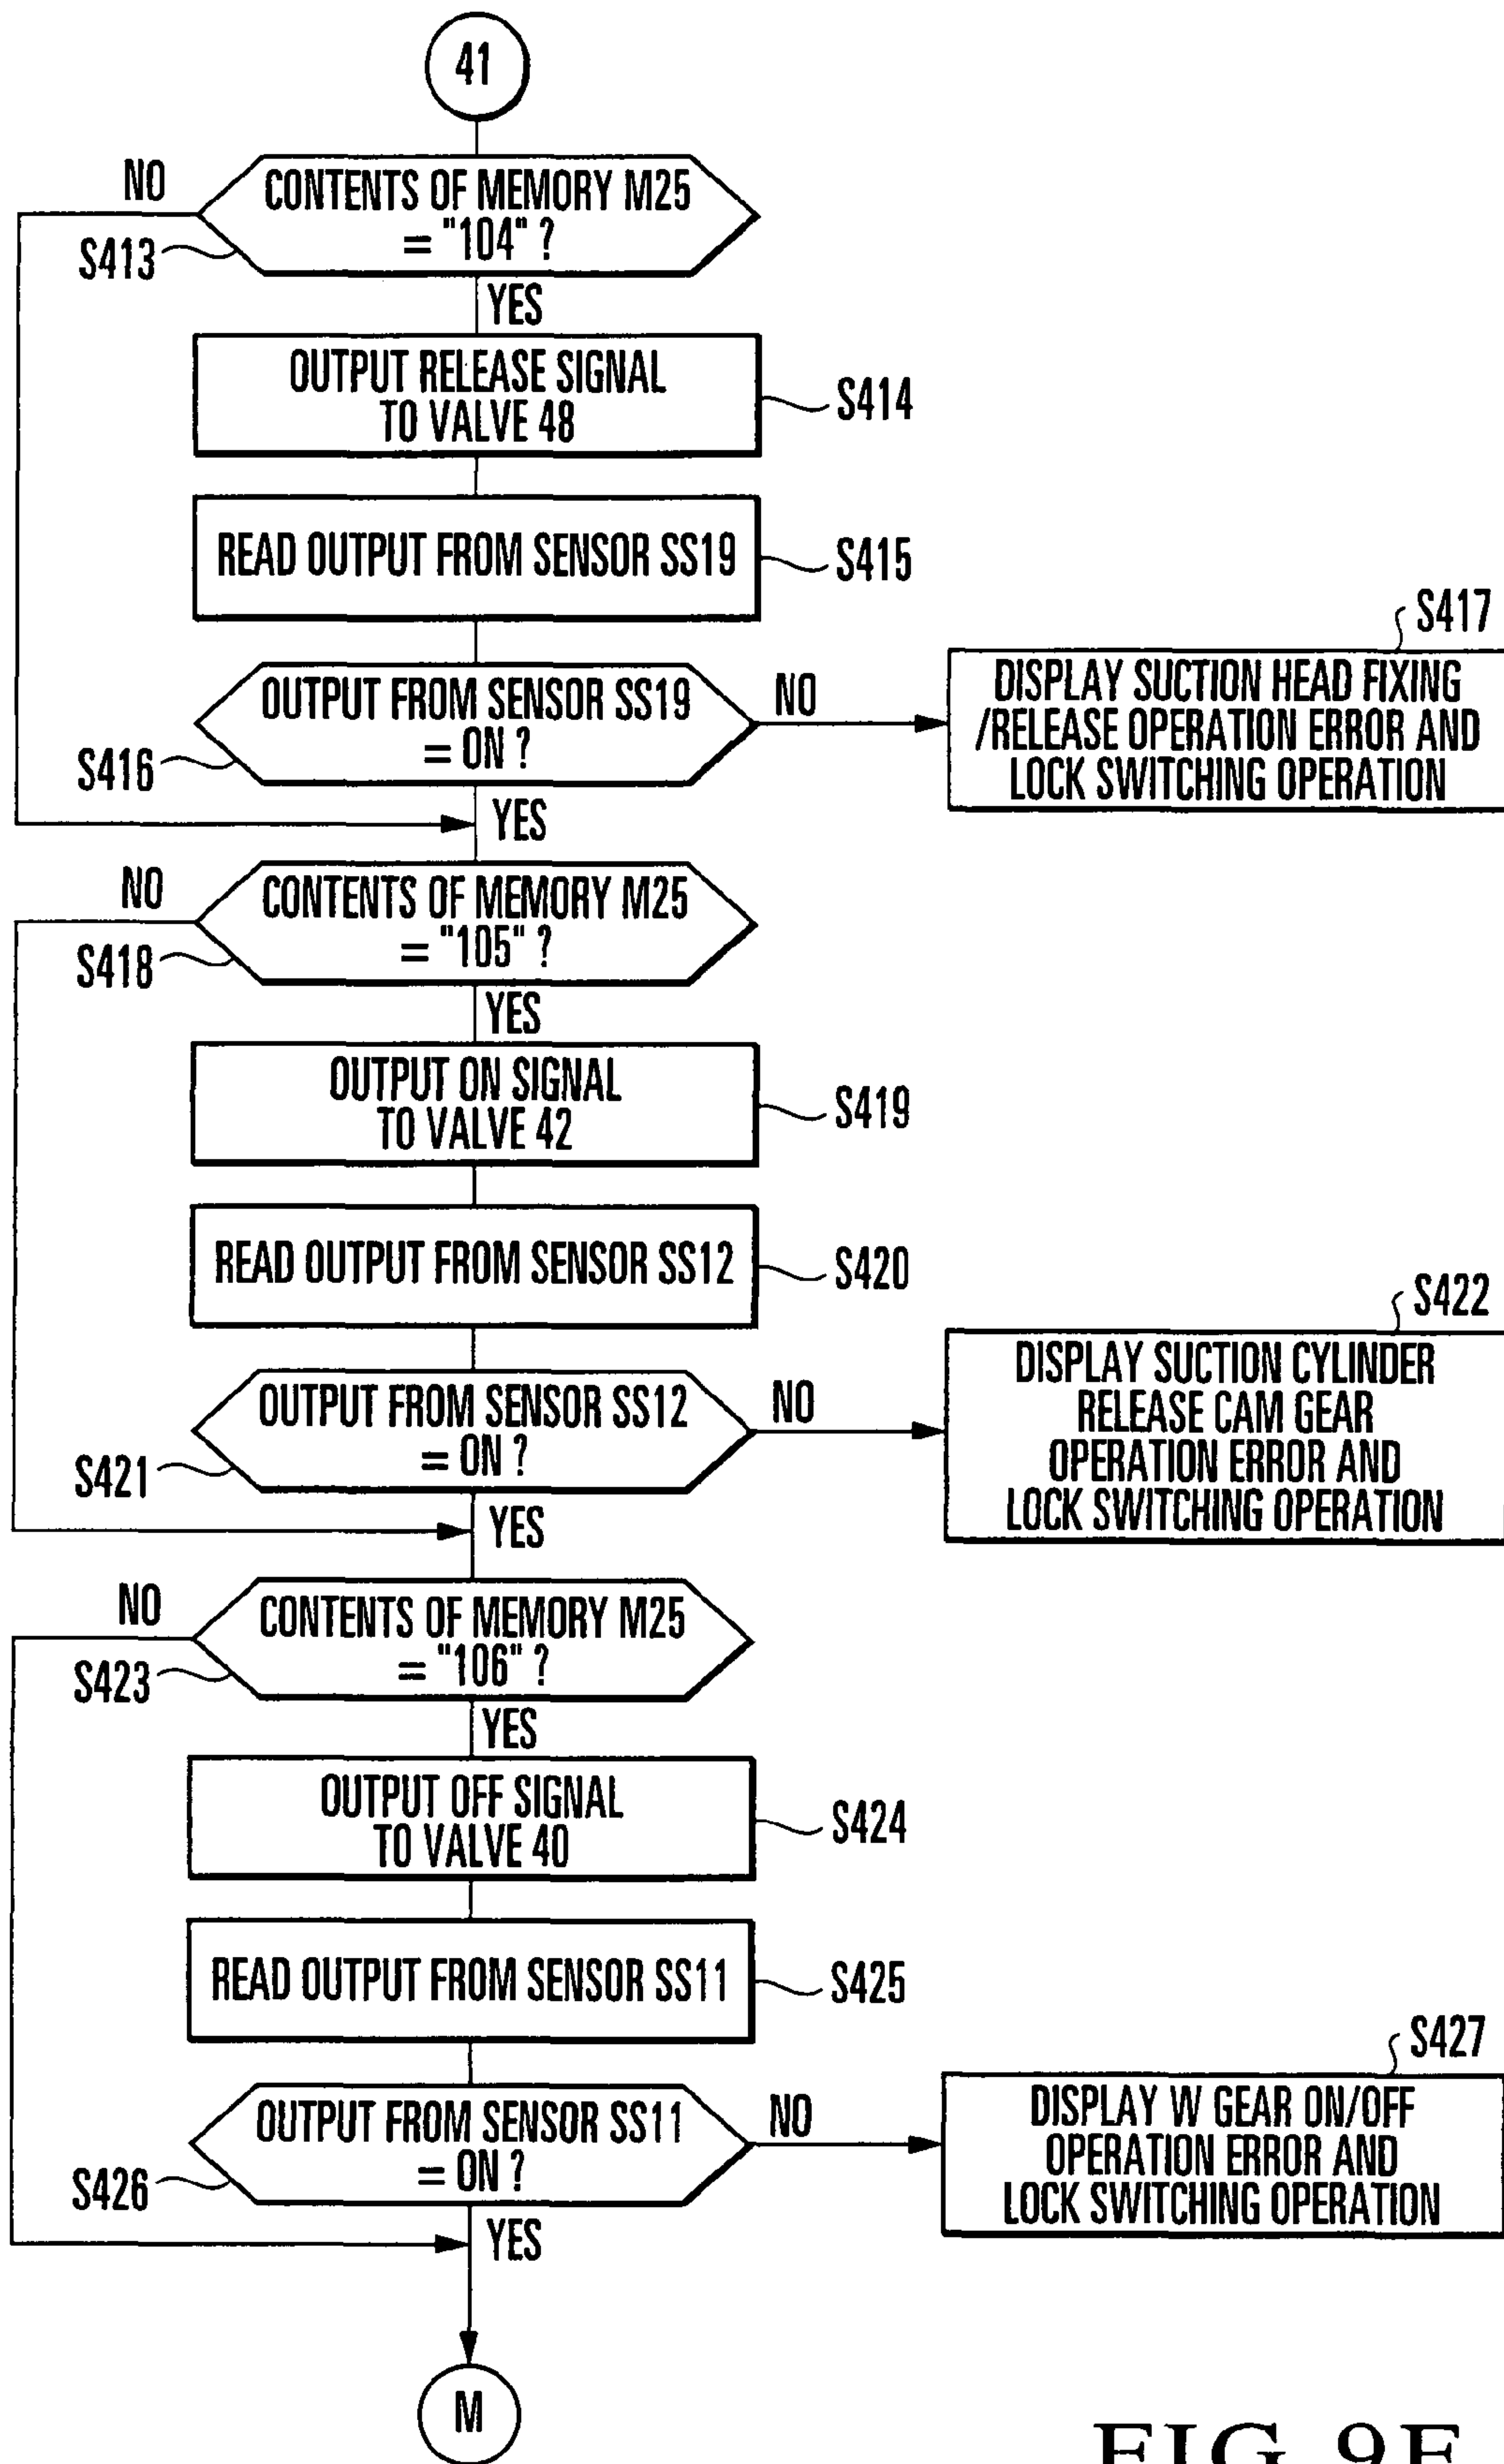 41
NO
CONTENTS OF MEMORY M25
= "104" ?
S413
YES
OUTPUT RELEASE SIGNAL
TO VALVE 48
S414
READ OUTPUT FROM SENSOR SS19
S415
OUTPUT FROM SENSOR SS19
= ON ?
S416
NO
S417
DISPLAY SUCTION HEAD FIXING
/RELEASE OPERATION ERROR AND
LOCK SWITCHING OPERATION
YES
NO
CONTENTS OF MEMORY M25
= "105" ?
S418
YES
OUTPUT ON SIGNAL
TO VALVE 42
S419
READ OUTPUT FROM SENSOR SS12
S420
OUTPUT FROM SENSOR SS12
= ON ?
S421
NO
S422
DISPLAY SUCTION CYLINDER
RELEASE CAM GEAR
OPERATION ERROR AND
LOCK SWITCHING OPERATION
YES
NO
CONTENTS OF MEMORY M25
= "106" ?
S423
YES
OUTPUT OFF SIGNAL
TO VALVE 40
S424
READ OUTPUT FROM SENSOR SS11
S425
OUTPUT FROM SENSOR SS11
= ON ?
S426
NO
S427
DISPLAY W GEAR ON/OFF
OPERATION ERROR AND
LOCK SWITCHING OPERATION
YES
M